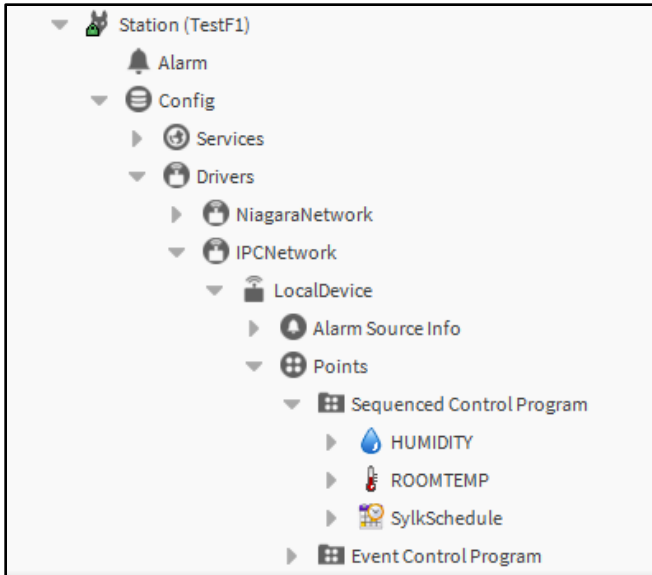 Station (TestF1)
Alarm
Config
Services
Drivers
NiagaraNetwork
IPCNetwork
LocalDevice
Alarm Source Info
Points
Sequenced Control Program
HUMIDITY
ROOMTEMP
SylkSchedule
Event Control Program